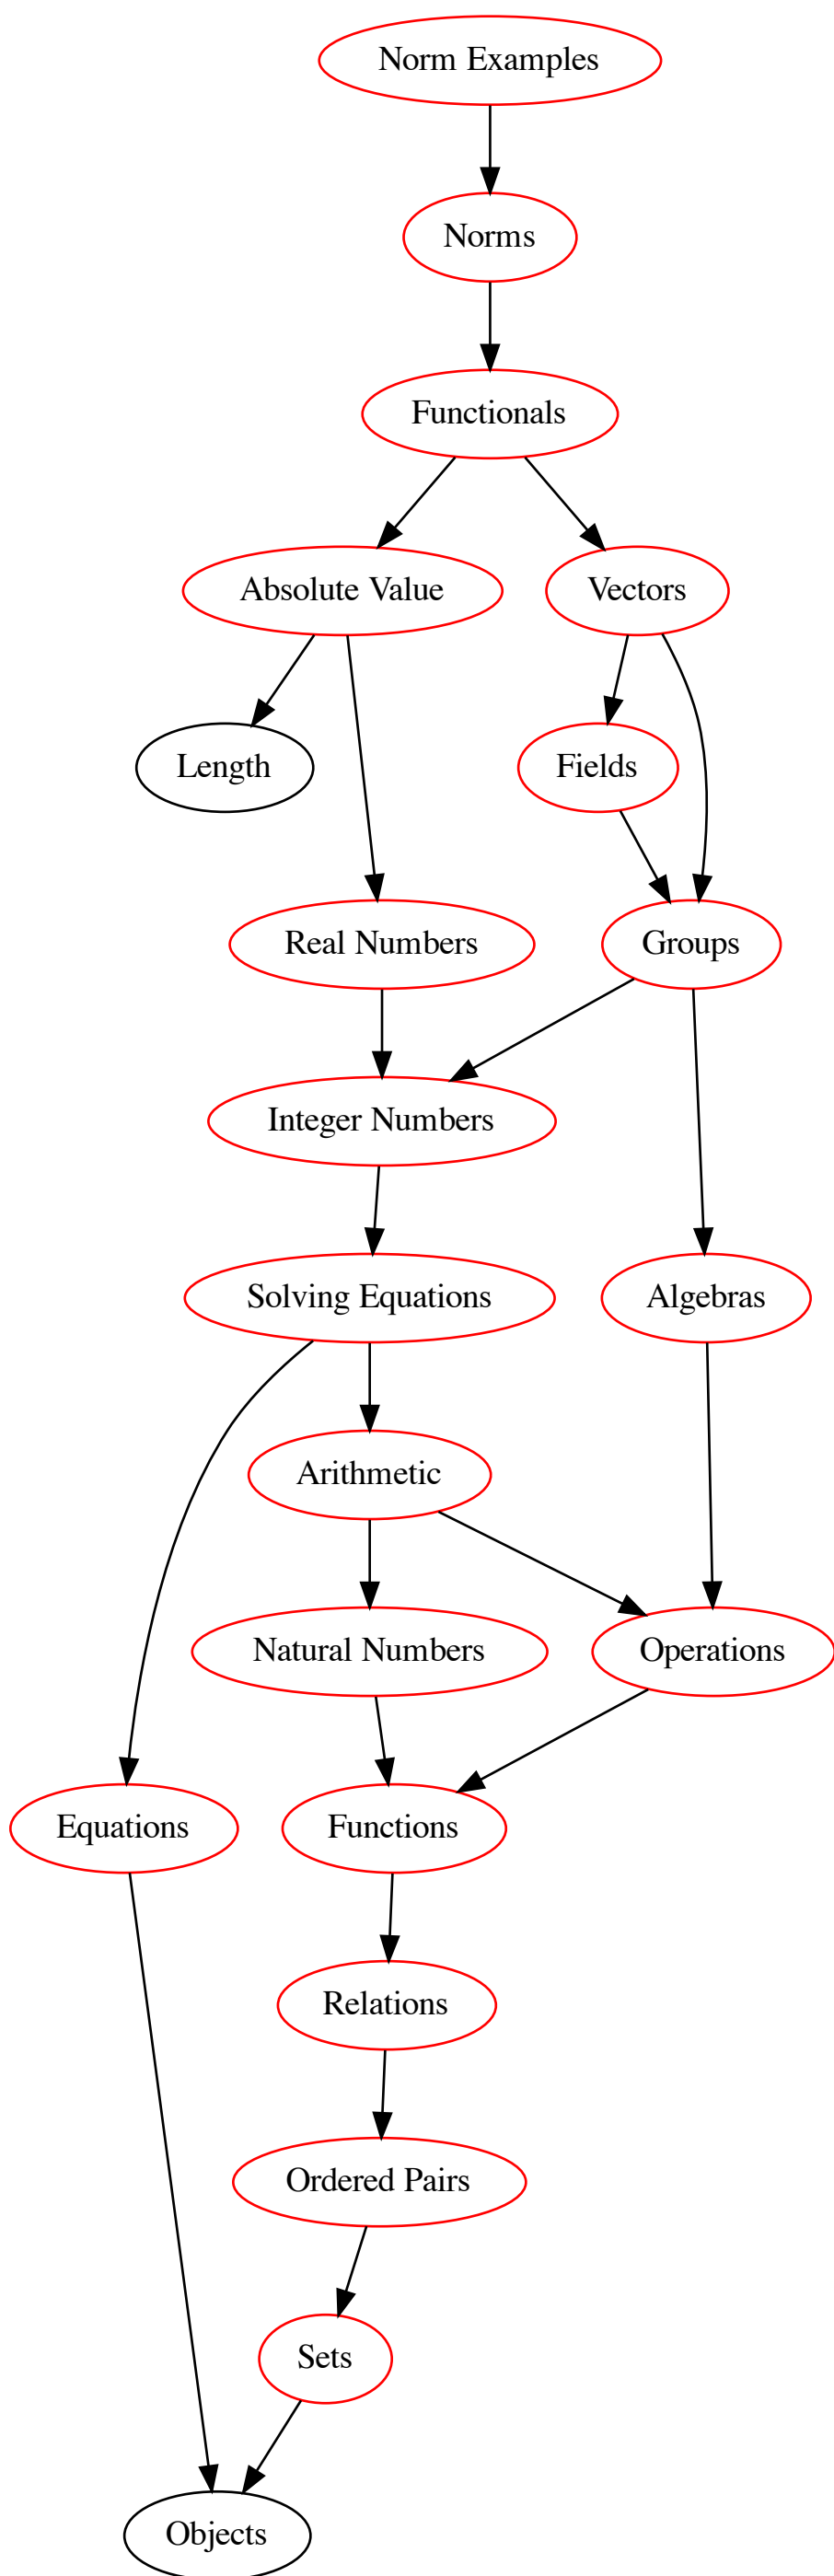 Norm Examples
Norms
Functionals
Absolute Value
Vectors
Length
Fields
Real Numbers
Groups
Integer Numbers
Solving Equations
Algebras
Arithmetic
Natural Numbers
Operations
Equations
Functions
Relations
Ordered Pairs
Sets
Objects